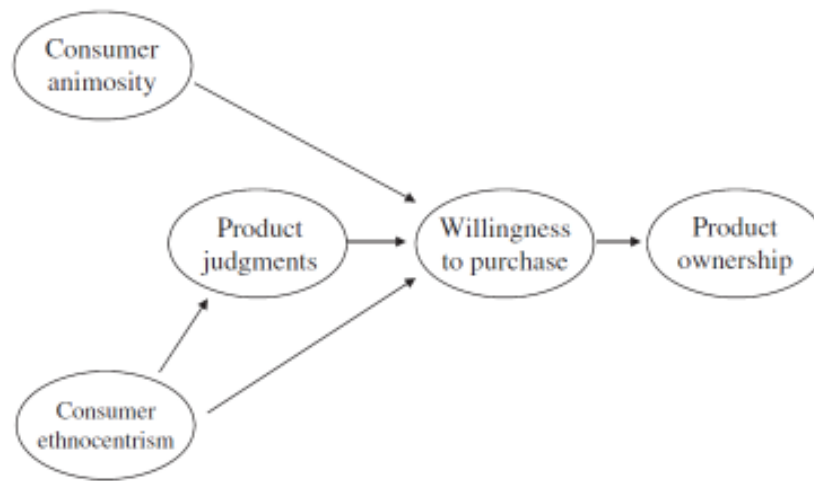 Consumer
animosity
Product
judgments
Willingness
to purchase
Product
ownership
Consumer
ethnocentrism